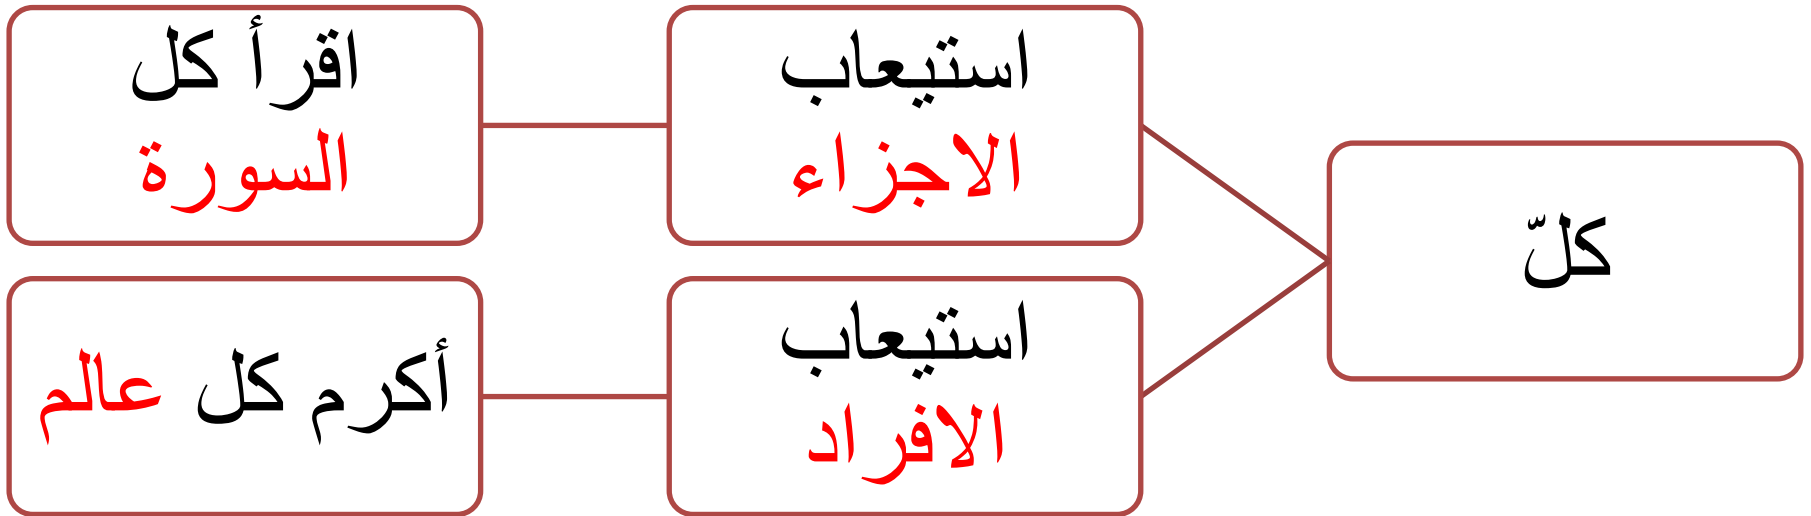 كلّ
استيعاب
الاجزاء
اقرأ كل
السورة
استيعاب
الافراد
أكرم كل عالم